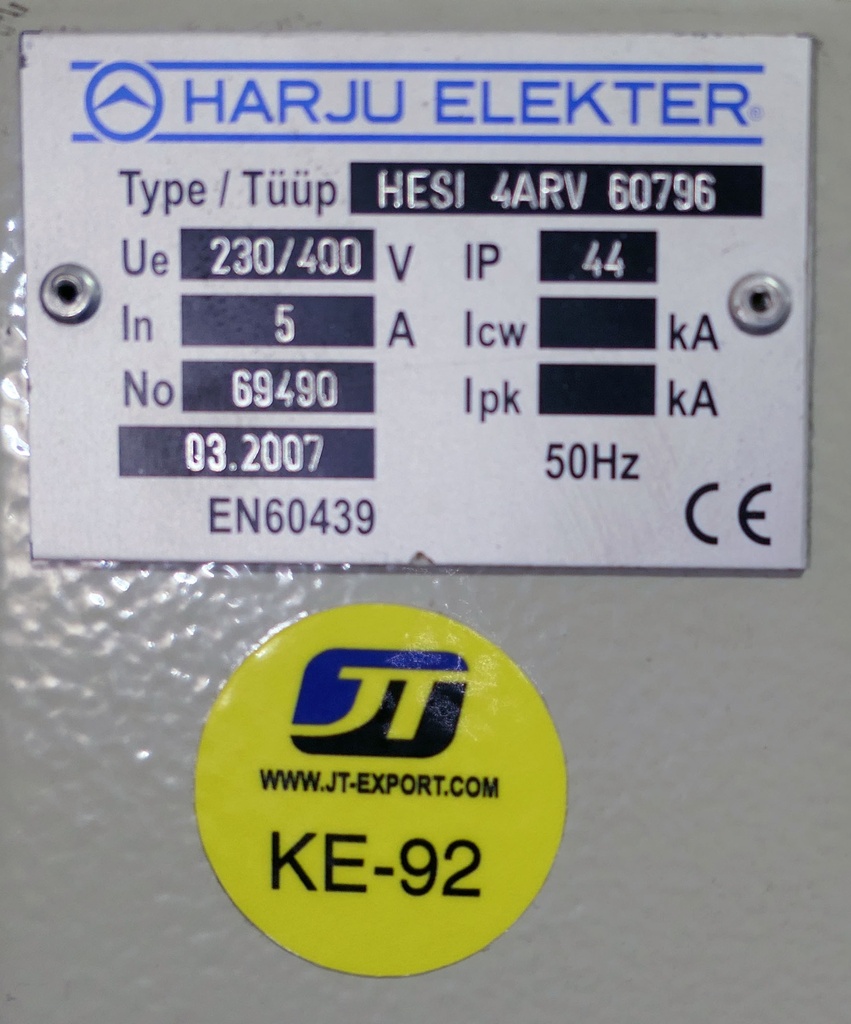 HARJU ELEKTER®
Type / Tüüp HESI 4ARV 60796
Ue 230/400 V IP 44
In 5 A Icw kA
No 69490 Ipk kA
03.2007 50Hz
EN60439 CE
JT
WWW.JT-EXPORT.COM
KE-92